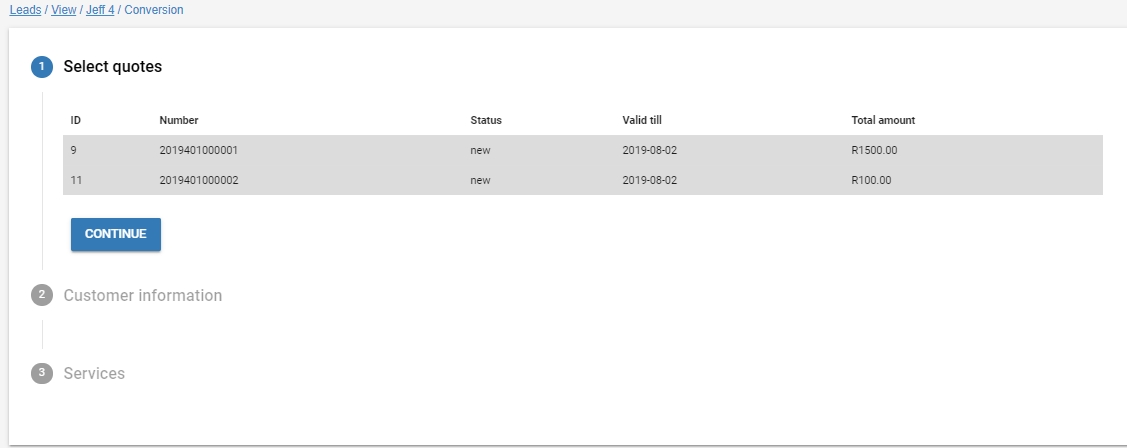 Leads / View / Jeff 4 / Conversion
1 Select quotes
ID Number Status Valid till Total amount
9 2019401000001 new 2019-08-02 R1500.00
11 2019401000002 new 2019-08-02 R100.00
CONTINUE
2 Customer information
3 Services